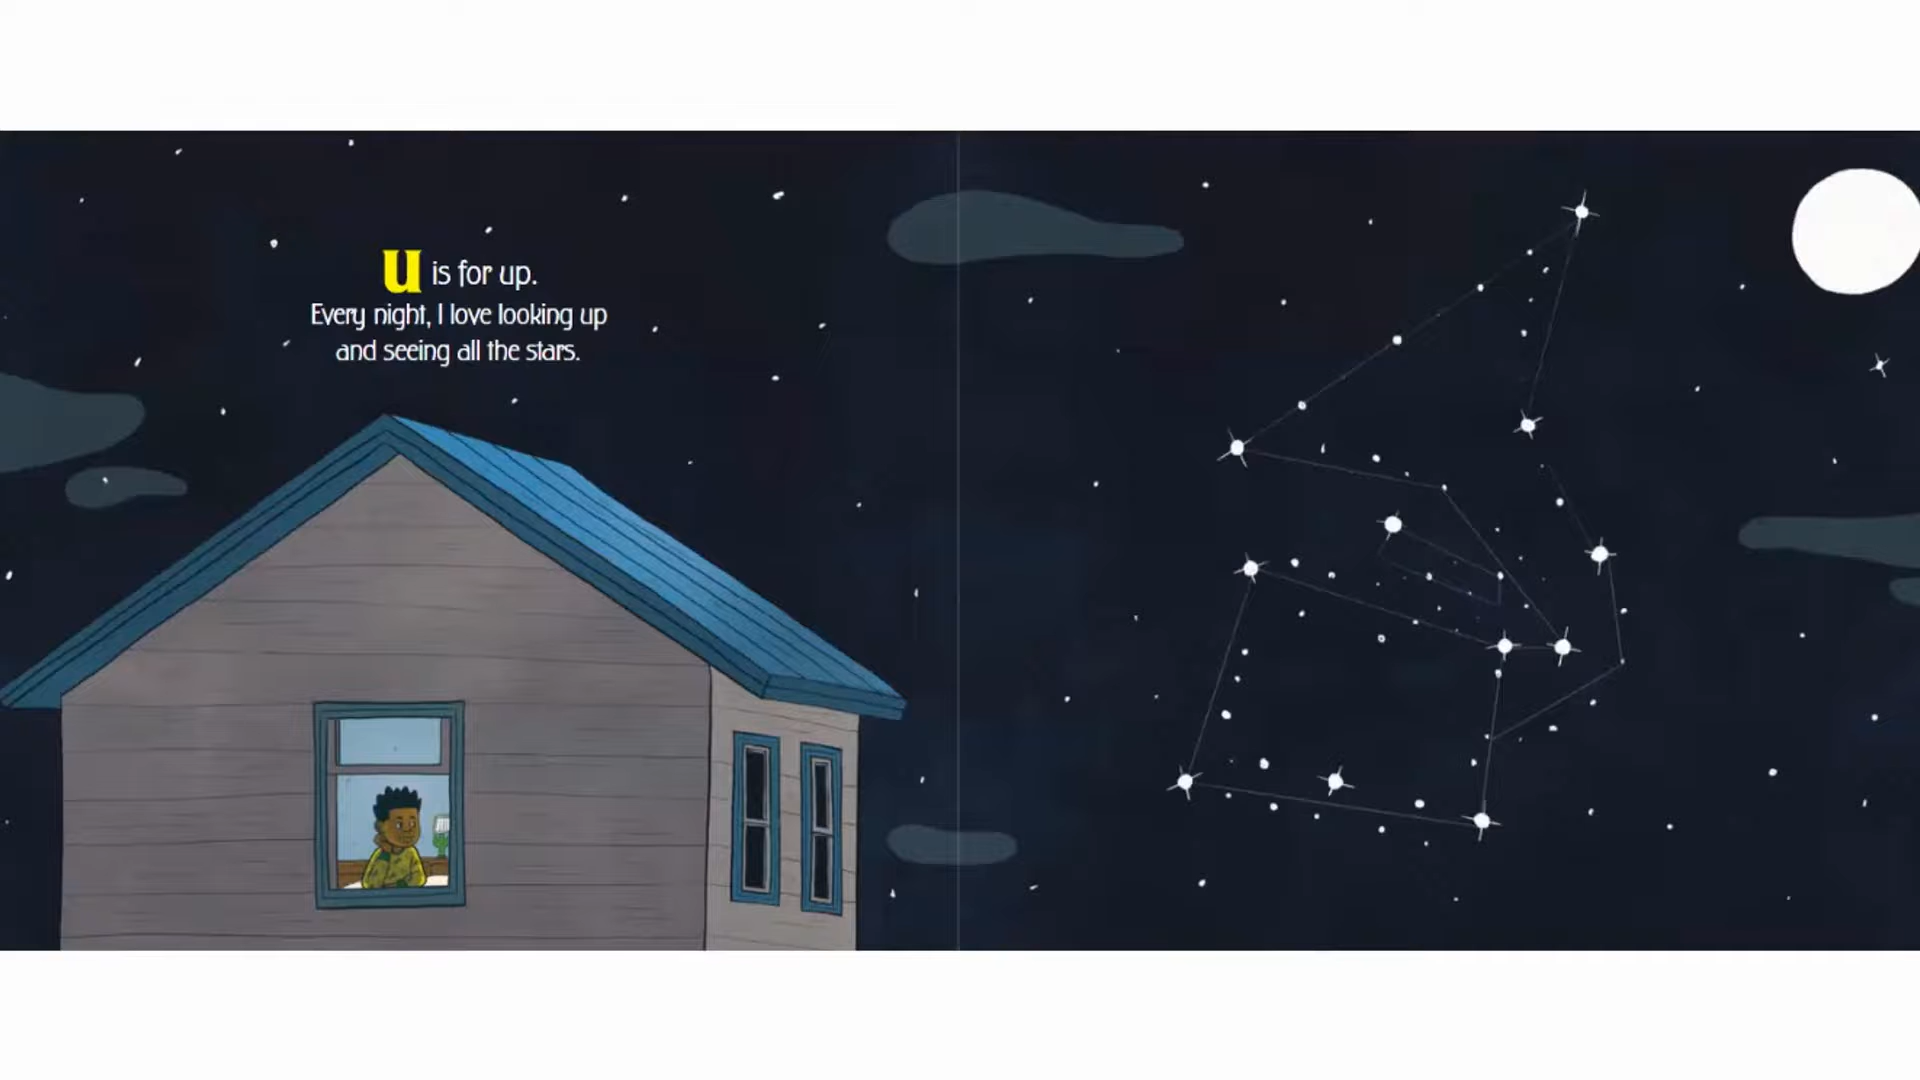 U is for up.
Every night, I love looking up
and seeing all the stars.